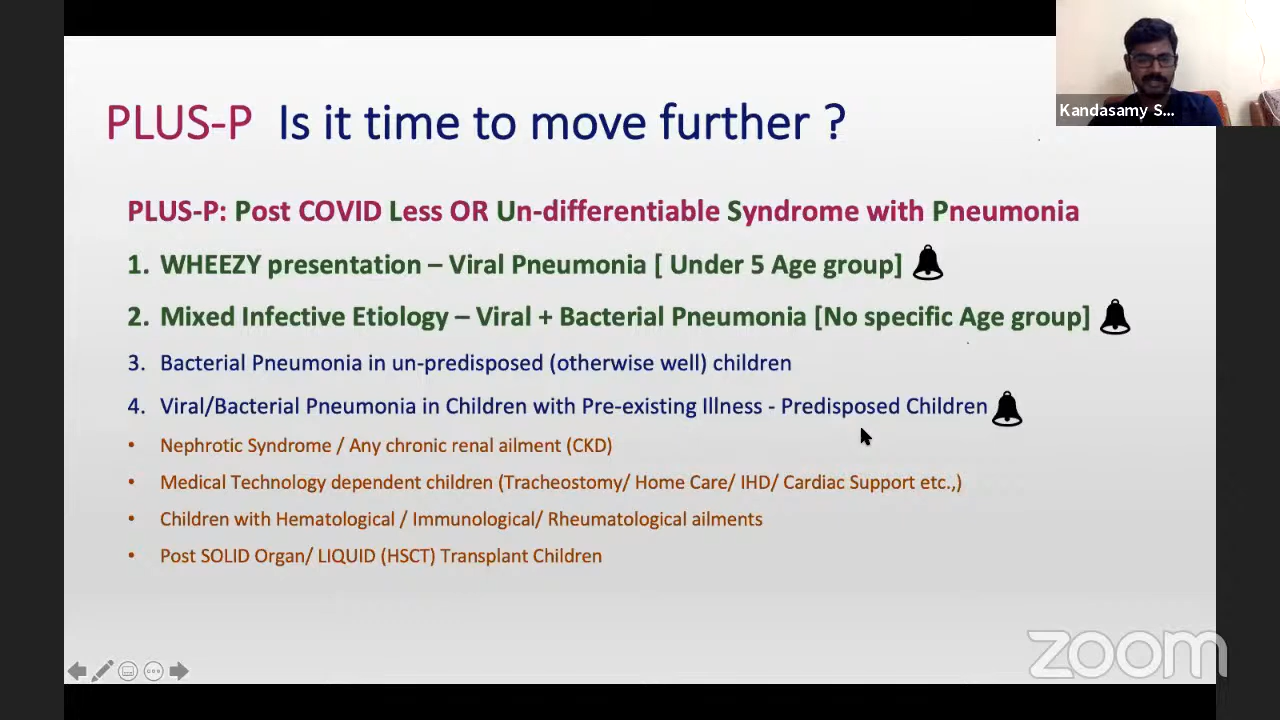 Kandasamy S...
PLUS-P Is it time to move further ?
PLUS-P: Post COVID Less OR Un-differentiable Syndrome with Pneumonia
1. WHEEZY presentation – Viral Pneumonia [ Under 5 Age group]
2. Mixed Infective Etiology – Viral + Bacterial Pneumonia [No specific Age group]
3. Bacterial Pneumonia in un-predisposed (otherwise well) children
4. Viral/Bacterial Pneumonia in Children with Pre-existing Illness - Predisposed Children
• Nephrotic Syndrome / Any chronic renal ailment (CKD)
• Medical Technology dependent children (Tracheostomy/ Home Care/ IHD/ Cardiac Support etc.,)
• Children with Hematological / Immunological/ Rheumatological ailments
• Post SOLID Organ/ LIQUID (HSCT) Transplant Children
zoom